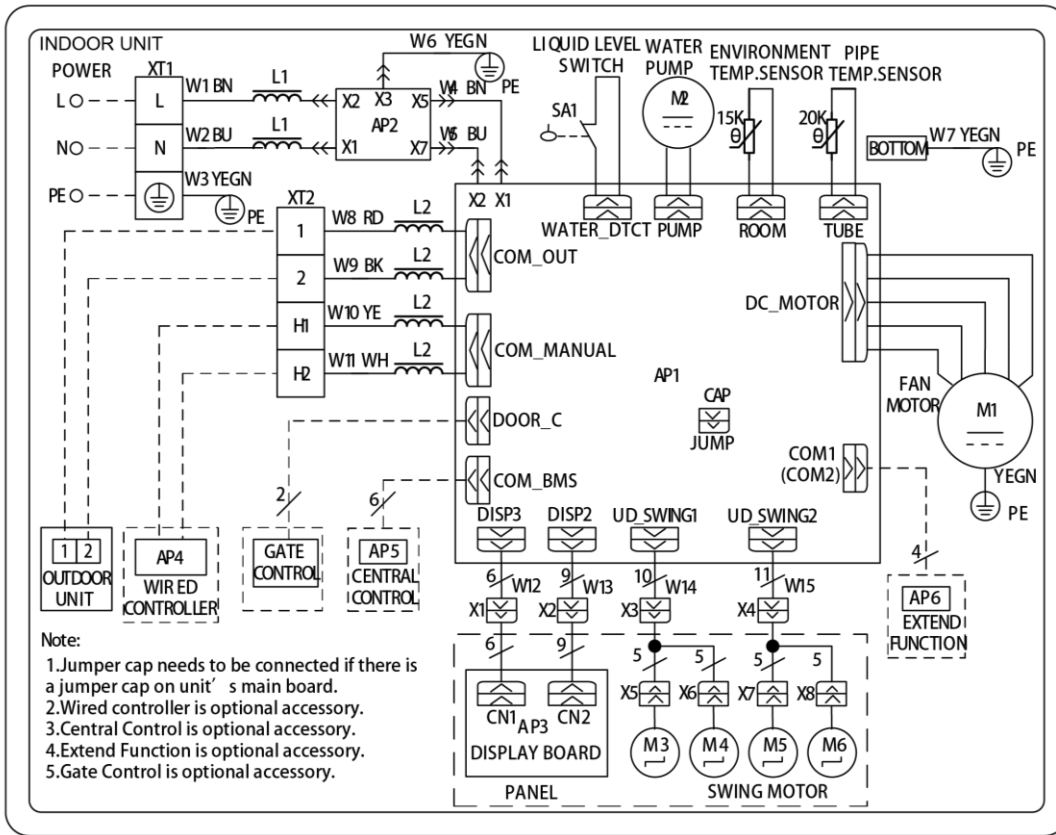 INDOOR UNIT
POWER
XT1
L
L
W1 BN
L1
X2
X3
X5
W4 BN
AP2
W6 YEGN
PE
N
N
W2 BU
L1
X1
X7
BU
PE
W3 YEGN
PE
LIQUID LEVEL
SWITCH
SA1
WATER
PUMP
M2
ENVIRONMENT
TEMP.SENSOR
15K
θ
PIPE
TEMP.SENSOR
20K
θ
BOTTOM
W7 YEGN
PE
X2 X1
WATER_DTCT
PUMP
ROOM
TUBE
XT2
1
W8 RD
L2
COM_OUT
2
W9 BK
L2
H1
W10 YE
L2
COM_MANUAL
H2
W11 WH
L2
DOOR_C
COM_BMS
AP1
CAP
JUMP
DC_MOTOR
FAN
MOTOR
M1
YEGN
PE
COM1
(COM2)
2
6
4
1 2
OUTDOOR
UNIT
AP4
WIRED
CONTROLLER
GATE
CONTROL
AP5
CENTRAL
CONTROL
AP6
EXTEND
FUNCTION
DISP3
DISP2
UD_SWING1
UD_SWING2
6
W12
9
W13
10
W14
11
W15
X1
X2
X3
X4
6
9
5
5
5
5
X5
X6
X7
X8
CN1
CN2
AP3
DISPLAY BOARD
M3
M4
M5
M6
PANEL
SWING MOTOR
Note:
1.Jumper cap needs to be connected if there is
a jumper cap on unit' s main board.
2.Wired controller is optional accessory.
3.Central Control is optional accessory.
4.Extend Function is optional accessory.
5.Gate Control is optional accessory.